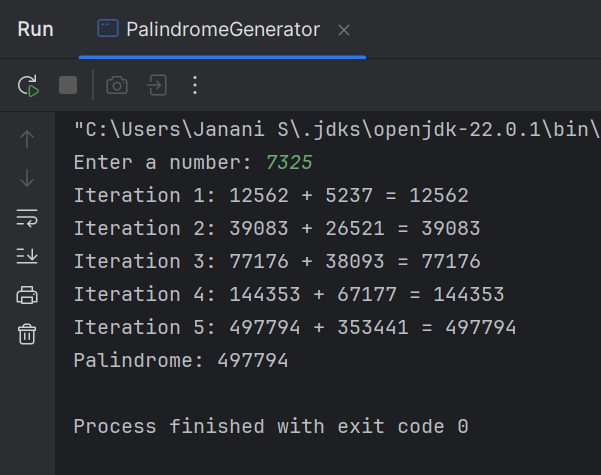 Run PalindromeGenerator
"C:\Users\Janani S\.jdks\openjdk-22.0.1\bin\
Enter a number: 7325
Iteration 1: 12562 + 5237 = 12562
Iteration 2: 39083 + 26521 = 39083
Iteration 3: 77176 + 38093 = 77176
Iteration 4: 144353 + 67177 = 144353
Iteration 5: 497794 + 353441 = 497794
Palindrome: 497794
Process finished with exit code 0